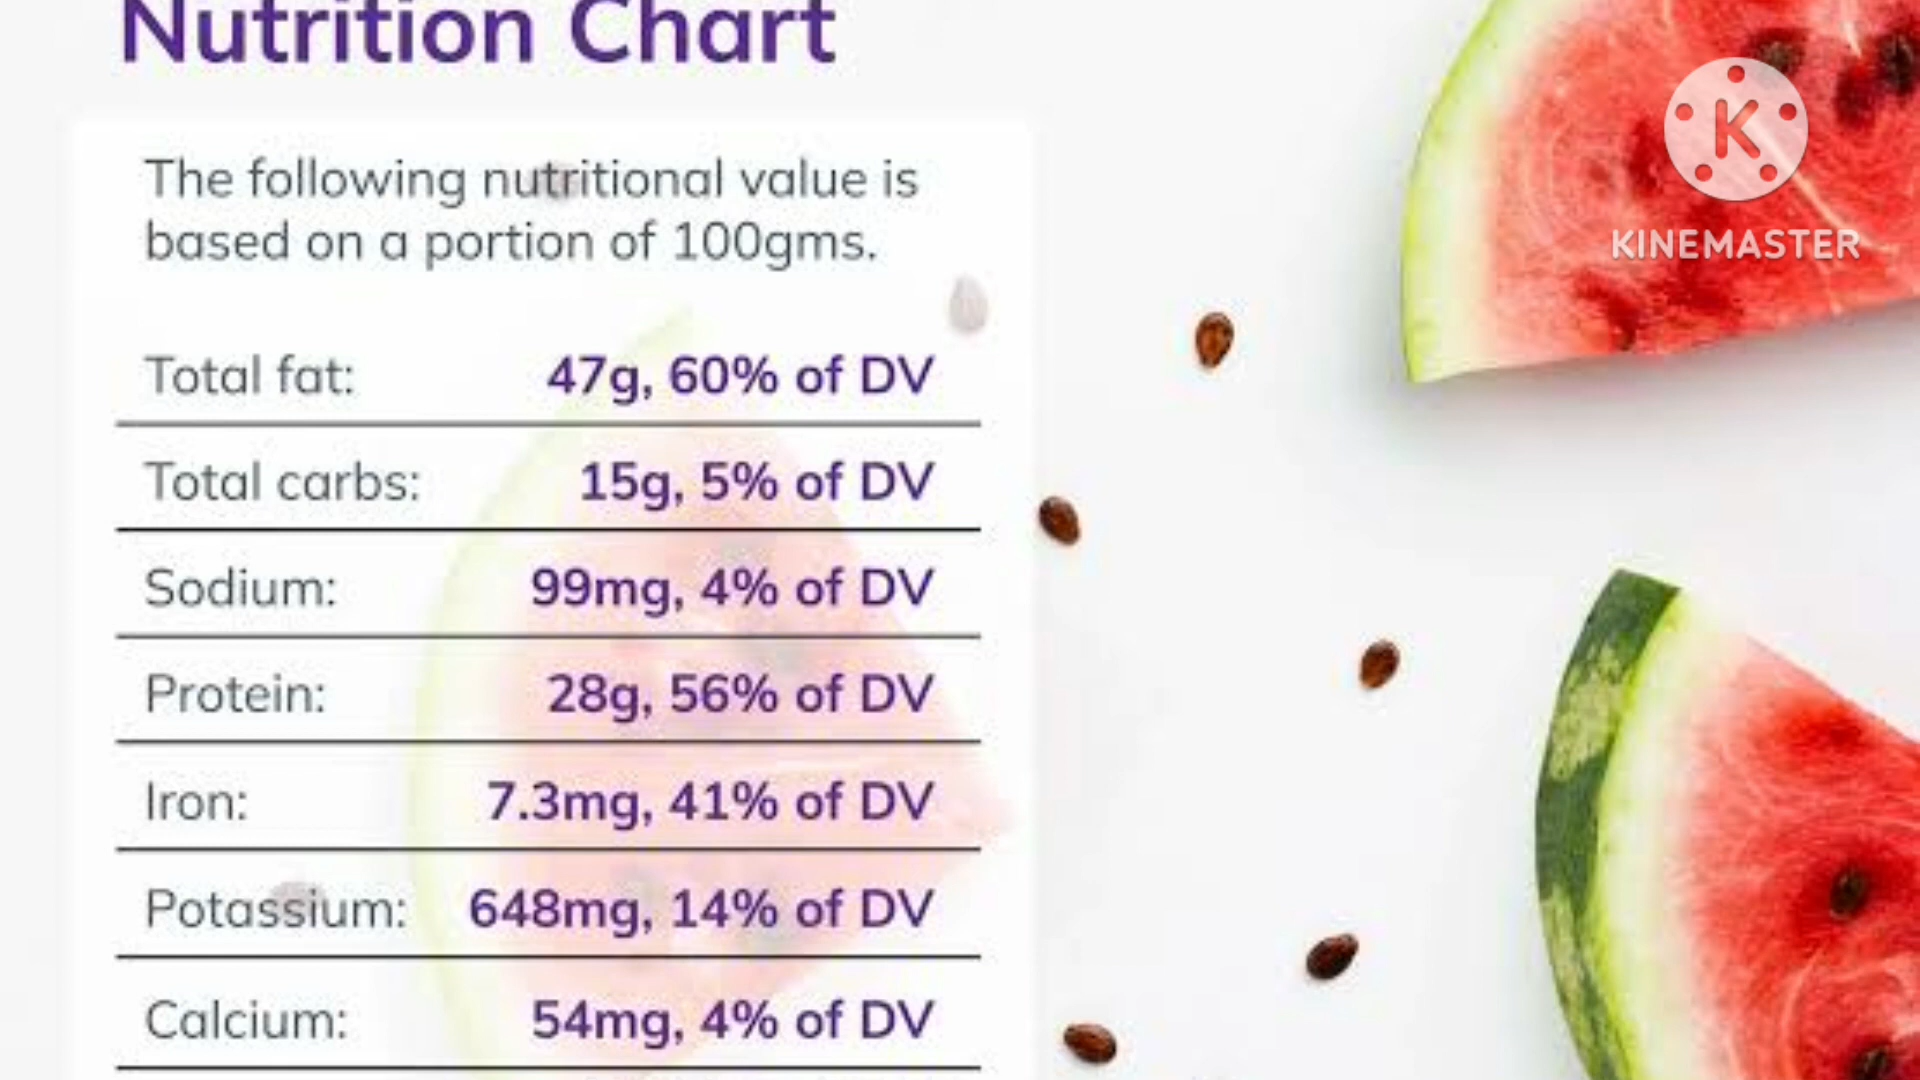 Nutrition Chart
The following nutritional value is
based on a portion of 100gms.
Total fat: 47g, 60% of DV
Total carbs: 15g, 5% of DV
Sodium: 99mg, 4% of DV
Protein: 28g, 56% of DV
Iron: 7.3mg, 41% of DV
Potassium: 648mg, 14% of DV
Calcium: 54mg, 4% of DV
K
KINEMASTER